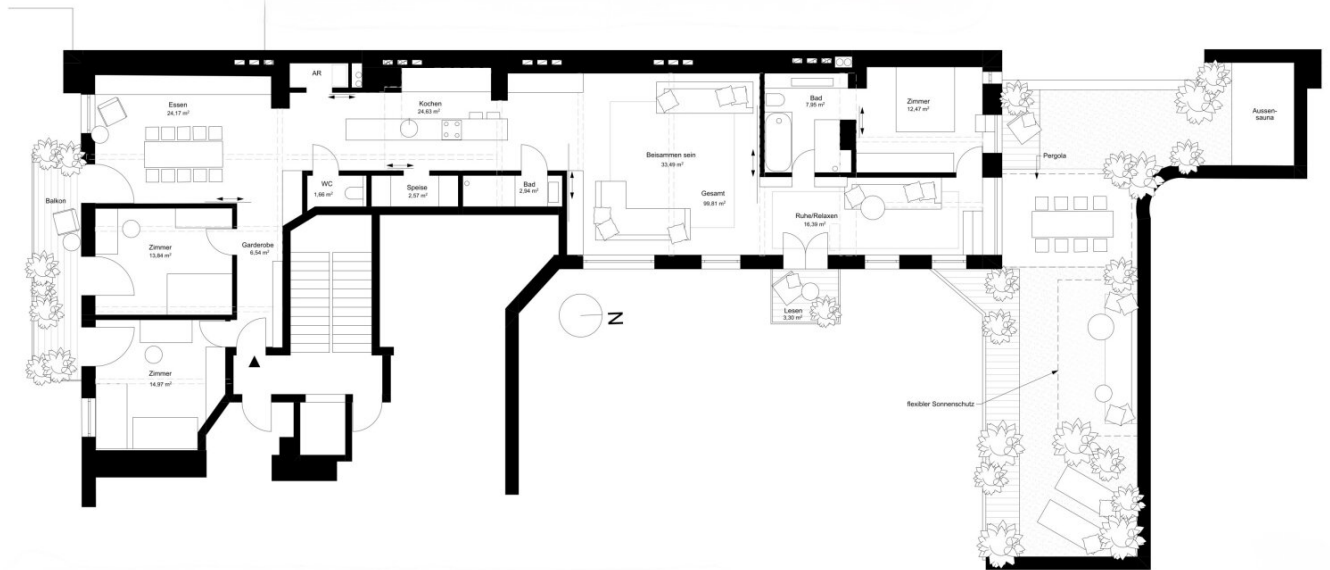 AR
Essen
24,17 m²
Kochen
24,63 m²
Bad
7,95 m²
Zimmer
12,47 m²
Aussen-
sauna
Pergola
Beisammen sein
33,49 m²
WC
1,66 m²
Speise
2,57 m²
Bad
2,94 m²
Gesamt
99,81 m²
Balkon
Ruhe/Relaxen
16,39 m²
Zimmer
13,84 m²
Garderobe
6,54 m²
Lesen
3,30 m²
N
Zimmer
14,97 m²
flexibler Sonnenschutz